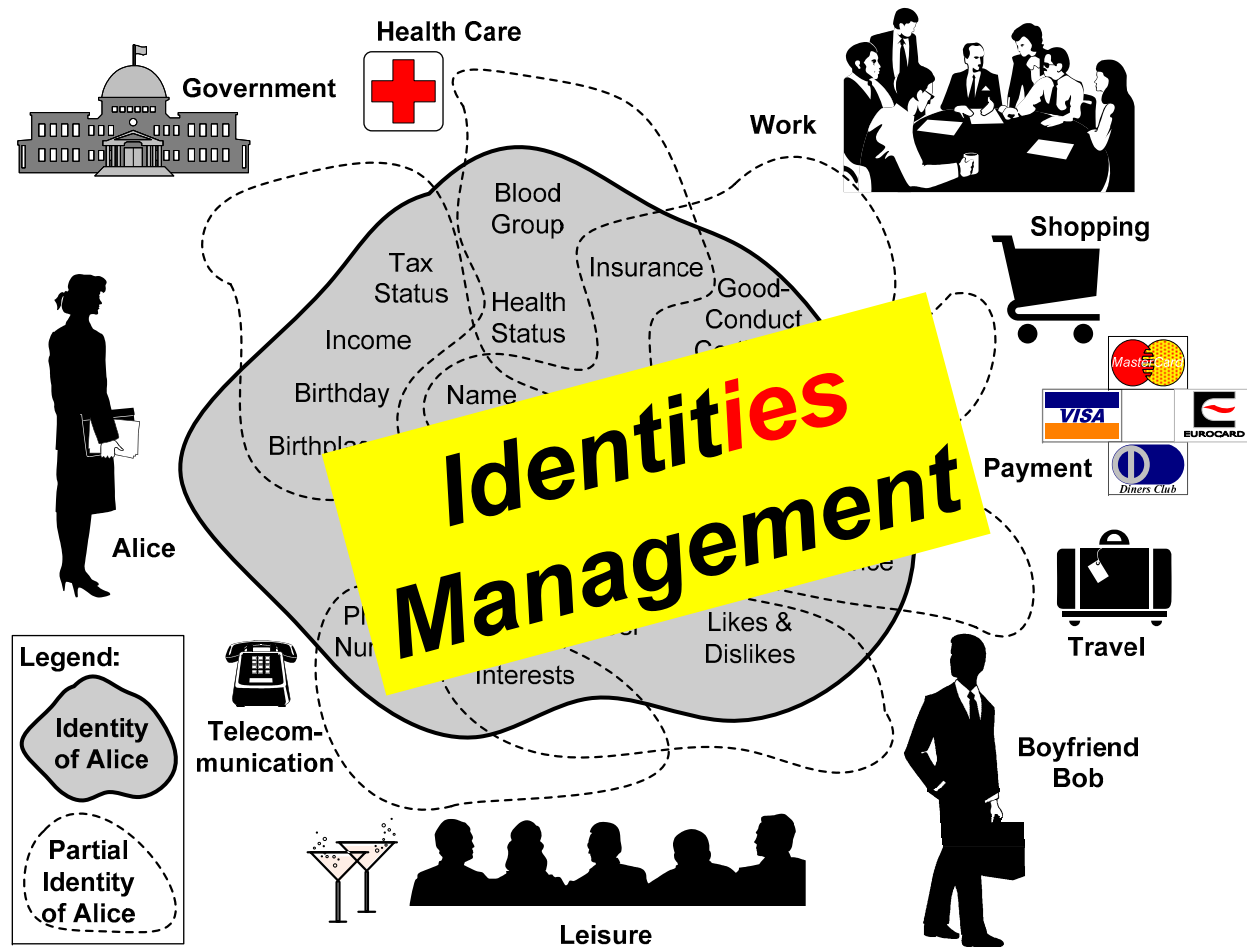 Health Care
Government
Work
Shopping
Blood
Group
Tax
Status
Insurance
Good-
Conduct
Health
Status
Income
Birthday
Name
MasterCard
VISA
EUROCARD
Diners Club
Payment
Identities
Management
Alice
Likes &
Dislikes
Interests
Travel
Legend:
Identity
of Alice
Partial
Identity
of Alice
Telecom-
munication
Boyfriend
Bob
Leisure